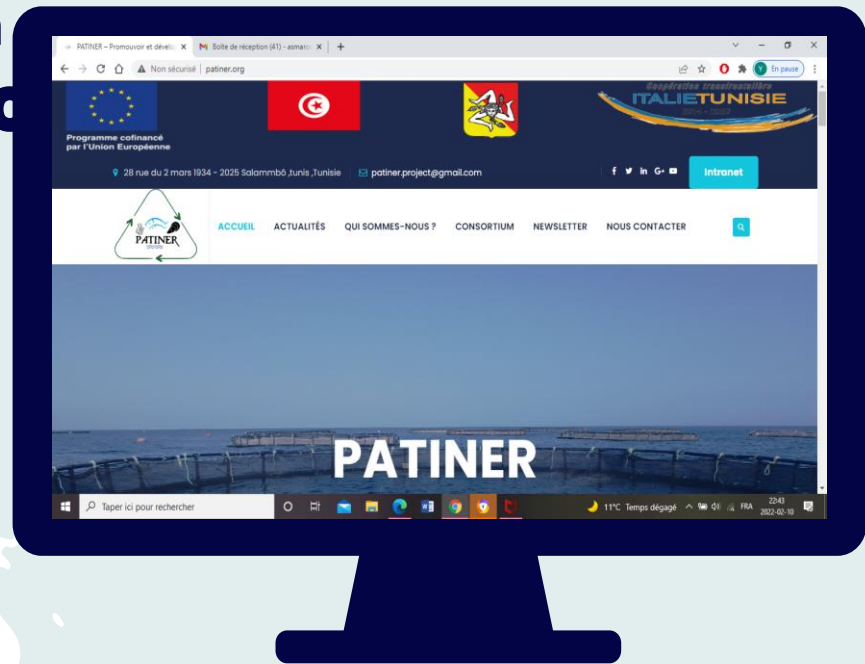 PATINER – Promouvoir et dévelo
Boîte de réception (41) - asmaro
Non sécurisé
patiner.org
En pause
Programme cofinancé
par l'Union Européenne
Coopération transfrontalière
ITALIETUNISIE
28 rue du 2 mars 1934 - 2025 Salammbô ,tunis ,Tunisie
patiner.project@gmail.com
Intranet
PATINER
ACCUEIL
ACTUALITÉS
QUI SOMMES-NOUS ?
CONSORTIUM
NEWSLETTER
NOUS CONTACTER
PATINER
Taper ici pour rechercher
11°C Temps dégagé
FRA
22:43
2022-02-10